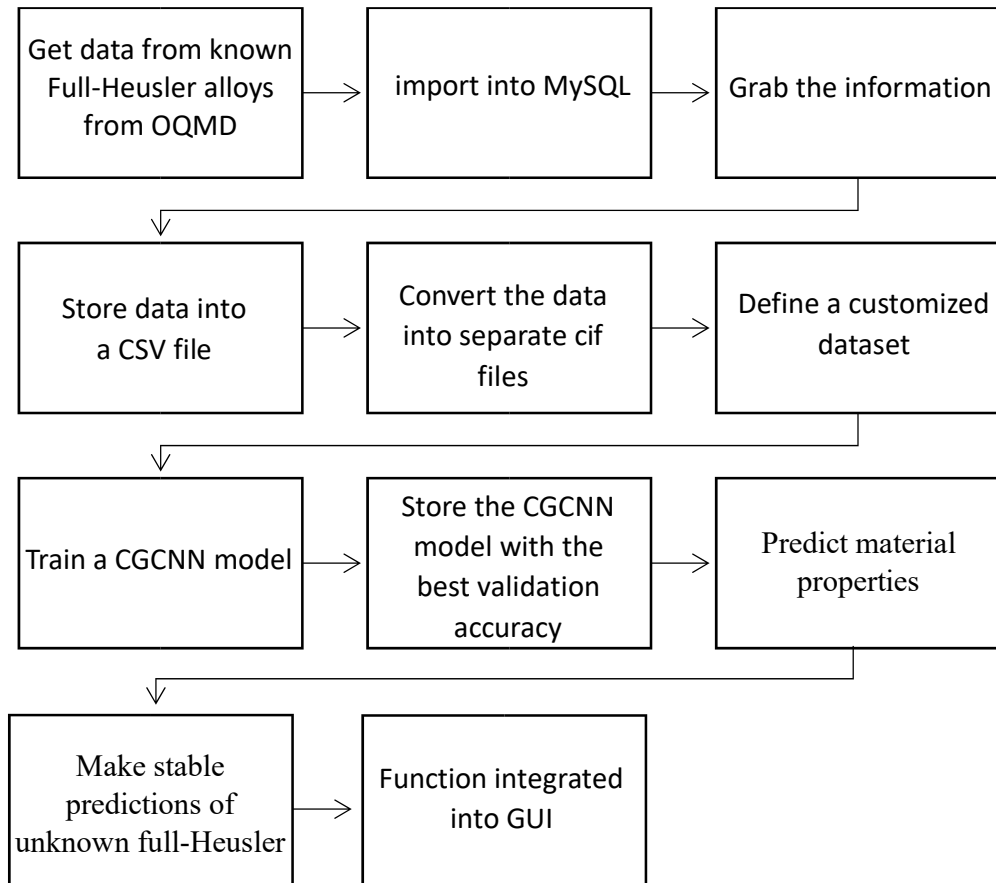 Get data from known
Full-Heusler alloys
from OQMD
import into MySQL
Grab the information
Store data into
a CSV file
Convert the data
into separate cif
files
Define a customized
dataset
Train a CGCNN model
Store the CGCNN
model with the
best validation
accuracy
Predict material
properties
Make stable
predictions of
unknown full-Heusler
Function integrated
into GUI